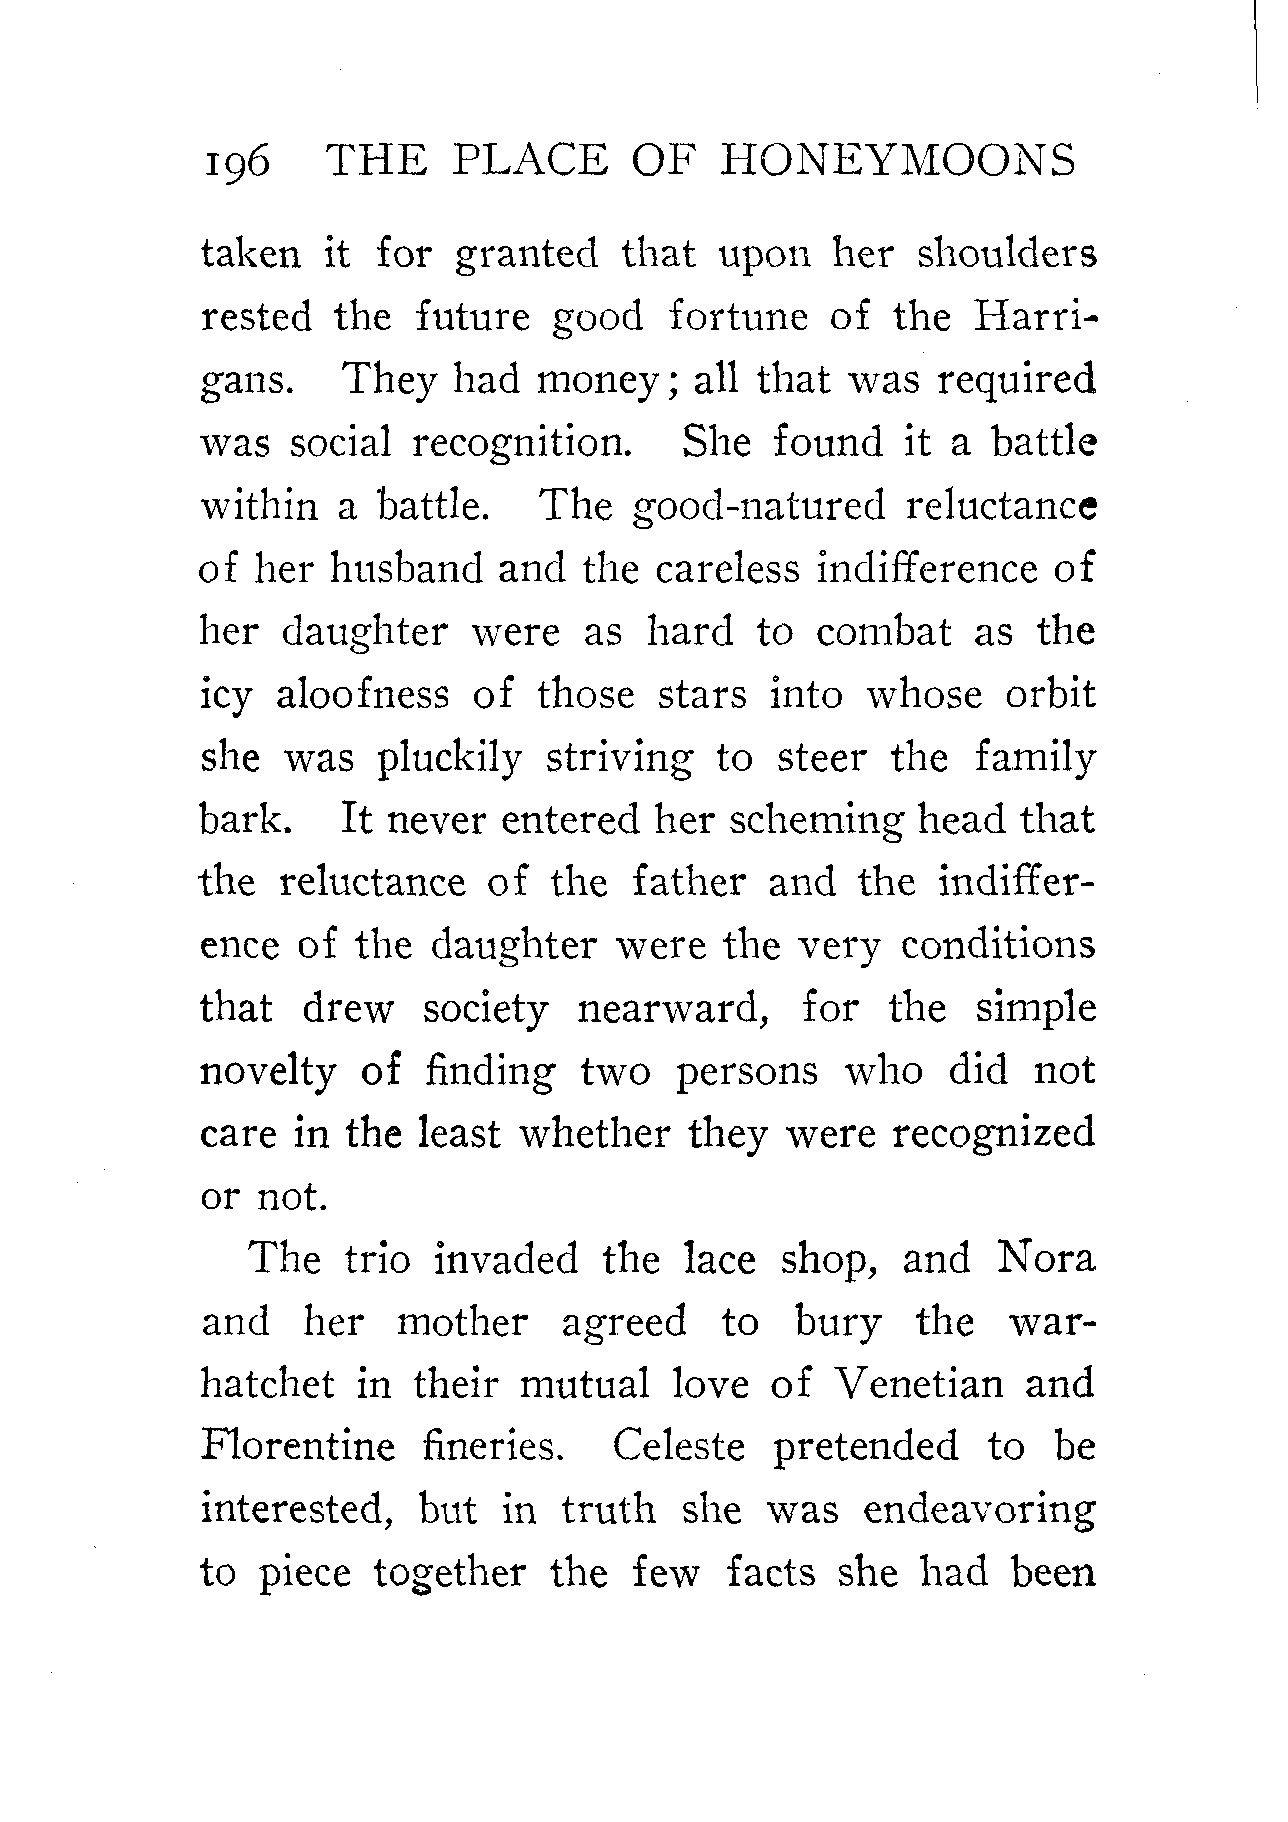 196 THE PLACE OF HONEYMOONS
taken it for granted that upon her shoulders
rested the future good fortune of the Harri-
gans. They had money; all that was required
was social recognition. She found it a battle
within a battle. The good-natured reluctance
of her husband and the careless indifference of
her daughter were as hard to combat as the
icy aloofness of those stars into whose orbit
she was pluckily striving to steer the family
bark. It never entered her scheming head that
the reluctance of the father and the indiffer-
ence of the daughter were the very conditions
that drew society nearward, for the simple
novelty of finding two persons who did not
care in the least whether they were recognized
or not.
The trio invaded the lace shop, and Nora
and her mother agreed to bury the war-
hatchet in their mutual love of Venetian and
Florentine fineries. Celeste pretended to be
interested, but in truth she was endeavoring
to piece together the few facts she had been